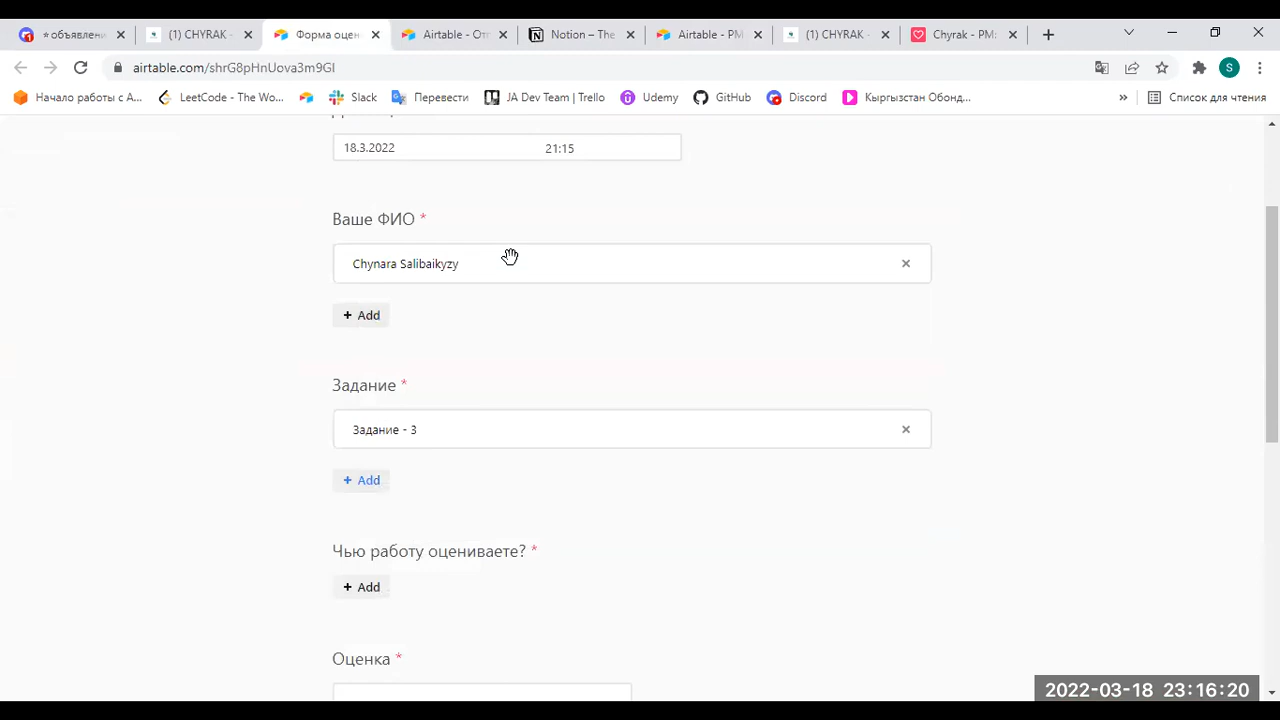 ⭐объявлени
(1) CHYRAK -
Форма оцен
Airtable - От
Notion – The
Airtable - PM
(1) CHYRAK -
Chyrak - PM
airtable.com/shrG8pHnUova3m9GI
S
Начало работы с A...
LeetCode - The Wo...
Slack
Перевести
JA Dev Team | Trello
Udemy
GitHub
Discord
Кыргызстан Обонд...
»
Список для чтения
18.3.2022 21:15
Ваше ФИО *
Chynara Salibaikyzy
+ Add
Задание *
Задание - 3
+ Add
Чью работу оцениваете? *
+ Add
Оценка *
2022-03-18 23:16:20